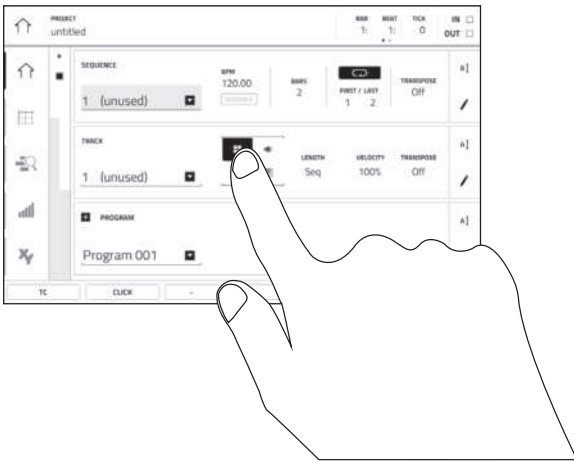 PROJECT
untitled
BAR BEAT TICK
1: 1: 0
IN
OUT
SEQUENCE
1 (unused)
BPM
120.00
BARS
2
FIRST / LAST
1 2
TRANSPOSE
Off
TRACK
1 (unused)
LENGTH
Seq
VELOCITY
100%
TRANSPOSE
Off
PROGRAM
Program 001
XY
TC
CLICK
-